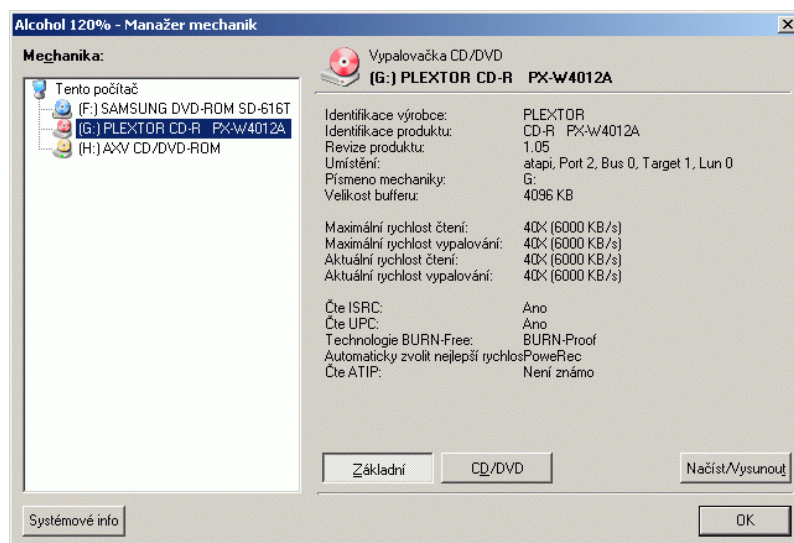 Alcohol 120% - Manažer mechanik
Mechanika:
Tento počítač
(F:) SAMSUNG DVD-ROM SD-616T
(G:) PLEXTOR CD-R PX-W4012A
(H:) AXV CD/DVD-ROM
Vypalovačka CD/DVD
(G:) PLEXTOR CD-R PX-W4012A
Identifikace výrobce: PLEXTOR
Identifikace produktu: CD-R PX-W4012A
Revize produktu: 1.05
Umístění: atapi, Port 2, Bus 0, Target 1, Lun 0
Písmeno mechaniky: G:
Velikost bufferu: 4096 KB
Maximální rychlost čtení: 40X (6000 KB/s)
Maximální rychlost vypalování: 40X (6000 KB/s)
Aktuální rychlost čtení: 40X (6000 KB/s)
Aktuální rychlost vypalování: 40X (6000 KB/s)
Čte ISRC: Ano
Čte UPC: Ano
Technologie BURN-Free: BURN-Proof
Automaticky zvolit nejlepší rychlosPoweRec
Čte ATIP: Není známo
Základní
CD/DVD
Načíst/Vysunout
Systémové info
OK